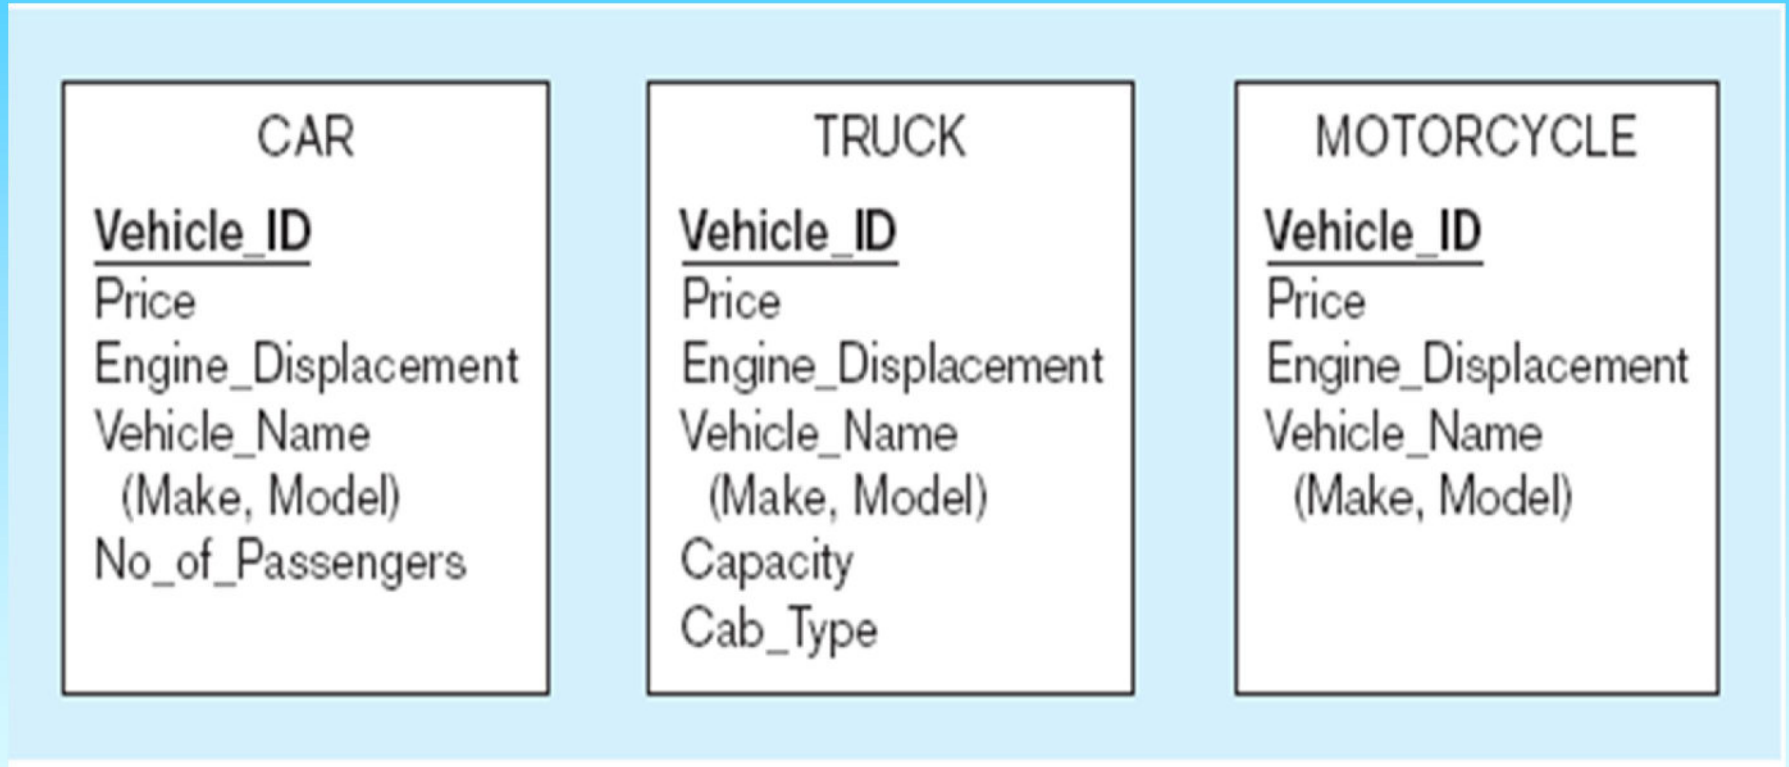 CAR
Vehicle_ID
Price
Engine_Displacement
Vehicle_Name
(Make, Model)
No_of_Passengers
TRUCK
Vehicle_ID
Price
Engine_Displacement
Vehicle_Name
(Make, Model)
Capacity
Cab_Type
MOTORCYCLE
Vehicle_ID
Price
Engine_Displacement
Vehicle_Name
(Make, Model)